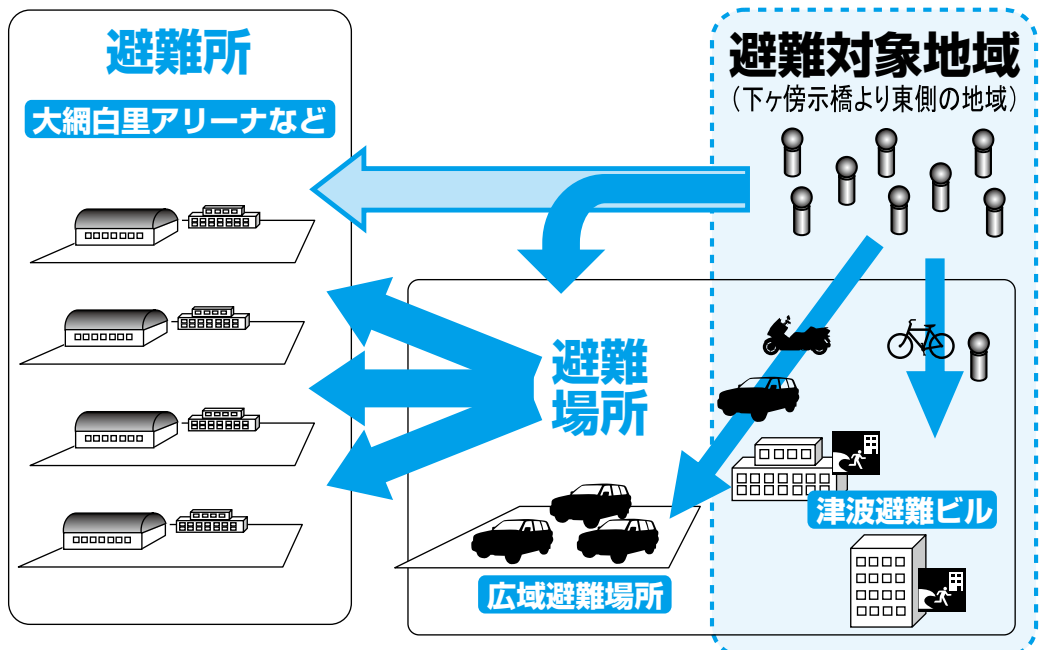 避難所
大網白里アリーナなど
避難対象地域
（下ヶ傍示橋より東側の地域）
避難
場所
津波避難ビル
広域避難場所